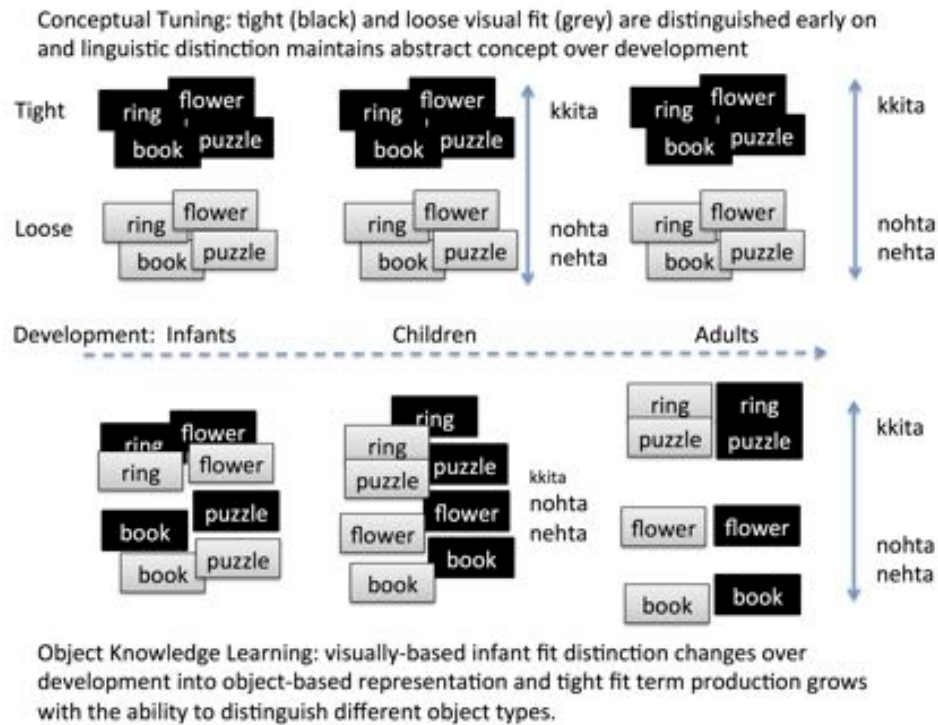 Conceptual Tuning: tight (black) and loose visual fit (grey) are distinguished early on
and linguistic distinction maintains abstract concept over development
Tight
ring flower
book puzzle
ring flower
book puzzle
kkita
ring flower
book puzzle
kkita
Loose
ring flower
book puzzle
ring flower
book puzzle
nohta
nehta
ring flower
book puzzle
nohta
nehta
Development: Infants Children Adults
ring flower
ring flower
book puzzle
book puzzle
ring
ring
puzzle puzzle
flower flower
book book
kkita
nohta
nehta
ring ring
puzzle puzzle
flower flower
book book
kkita
nohta
nehta
Object Knowledge Learning: visually-based infant fit distinction changes over
development into object-based representation and tight fit term production grows
with the ability to distinguish different object types.